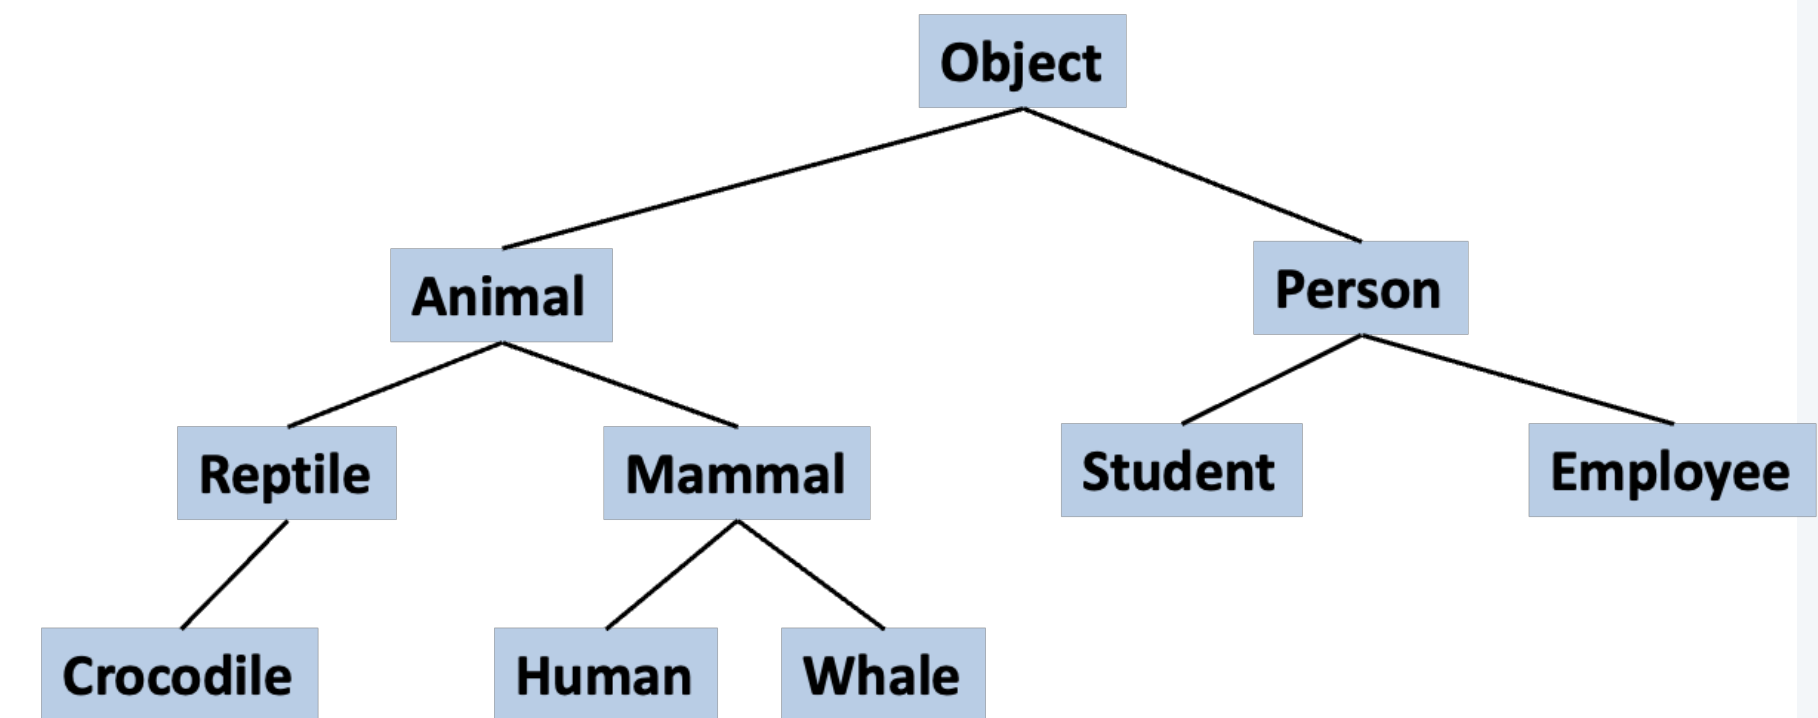 Object
Animal
Person
Reptile
Mammal
Student
Employee
Crocodile
Human
Whale